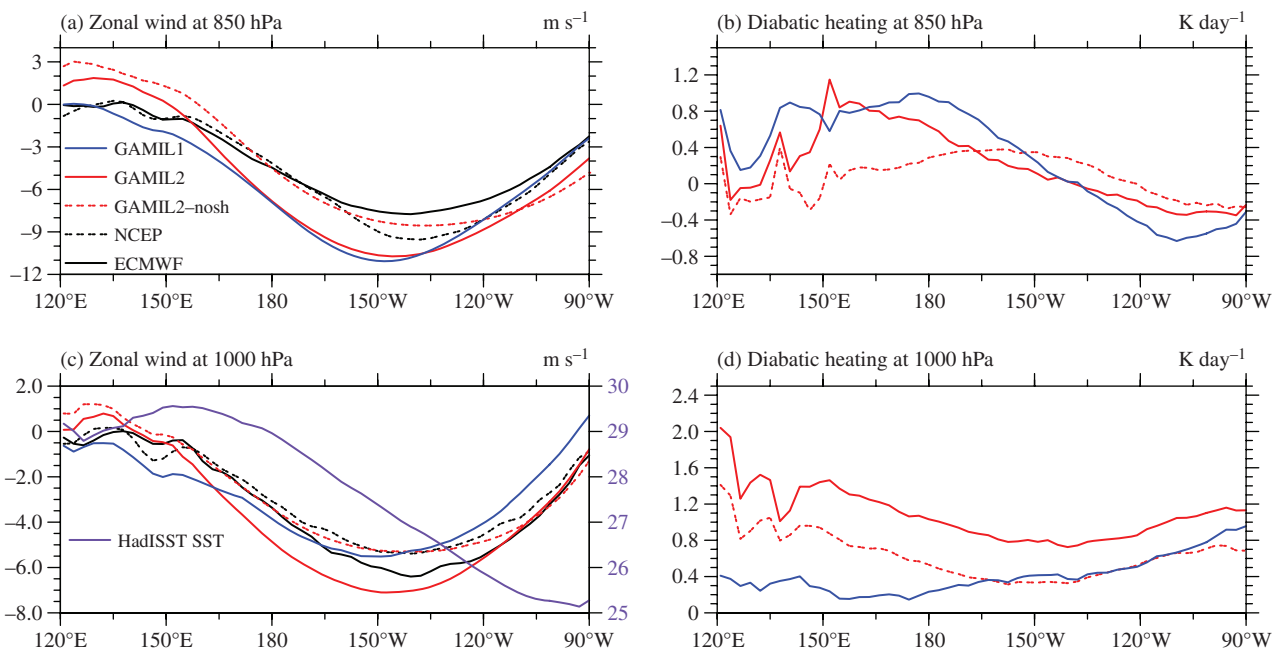 (a) Zonal wind at 850 hPa m s⁻¹
3
0
−3
−6
−9
−12
GAMIL1
GAMIL2
GAMIL2–nosh
NCEP
ECMWF
120°E 150°E 180 150°W 120°W 90°W
(b) Diabatic heating at 850 hPa K day⁻¹
1.2
0.8
0.4
0
−0.4
−0.8
120°E 150°E 180 150°W 120°W 90°W
(c) Zonal wind at 1000 hPa m s⁻¹
2.0
0
−2.0
−4.0
−6.0
−8.0
HadISST SST
30
29
28
27
26
25
120°E 150°E 180 150°W 120°W 90°W
(d) Diabatic heating at 1000 hPa K day⁻¹
2.4
2.0
1.6
1.2
0.8
0.4
0
120°E 150°E 180 150°W 120°W 90°W